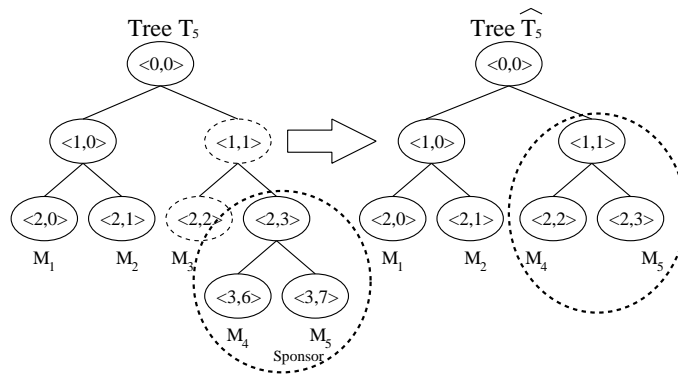 Tree T₅ Tree T̂₅
<0,0> <0,0>
<1,0> <1,1> <1,0> <1,1>
<2,0> <2,1> <2,2> <2,3> <2,0> <2,1> <2,2> <2,3>
M₁ M₂ M₃ M₁ M₂ M₄ M₅
<3,6> <3,7>
M₄ M₅
Sponsor